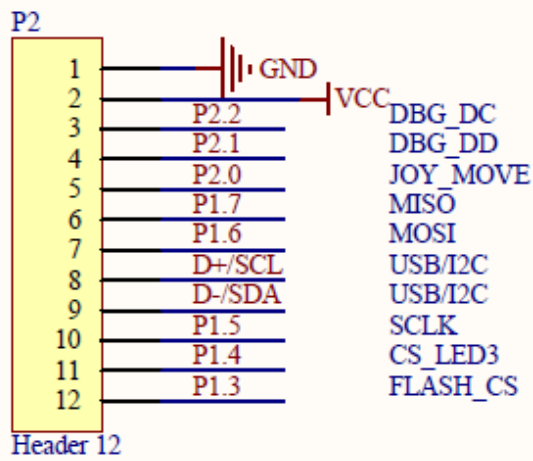 P2
1 GND
2 VCC
3 P2.2 DBG_DC
4 P2.1 DBG_DD
5 P2.0 JOY_MOVE
6 P1.7 MISO
7 P1.6 MOSI
8 D+/SCL USB/I2C
9 D-/SDA USB/I2C
10 P1.5 SCLK
11 P1.4 CS_LED3
12 P1.3 FLASH_CS
Header 12